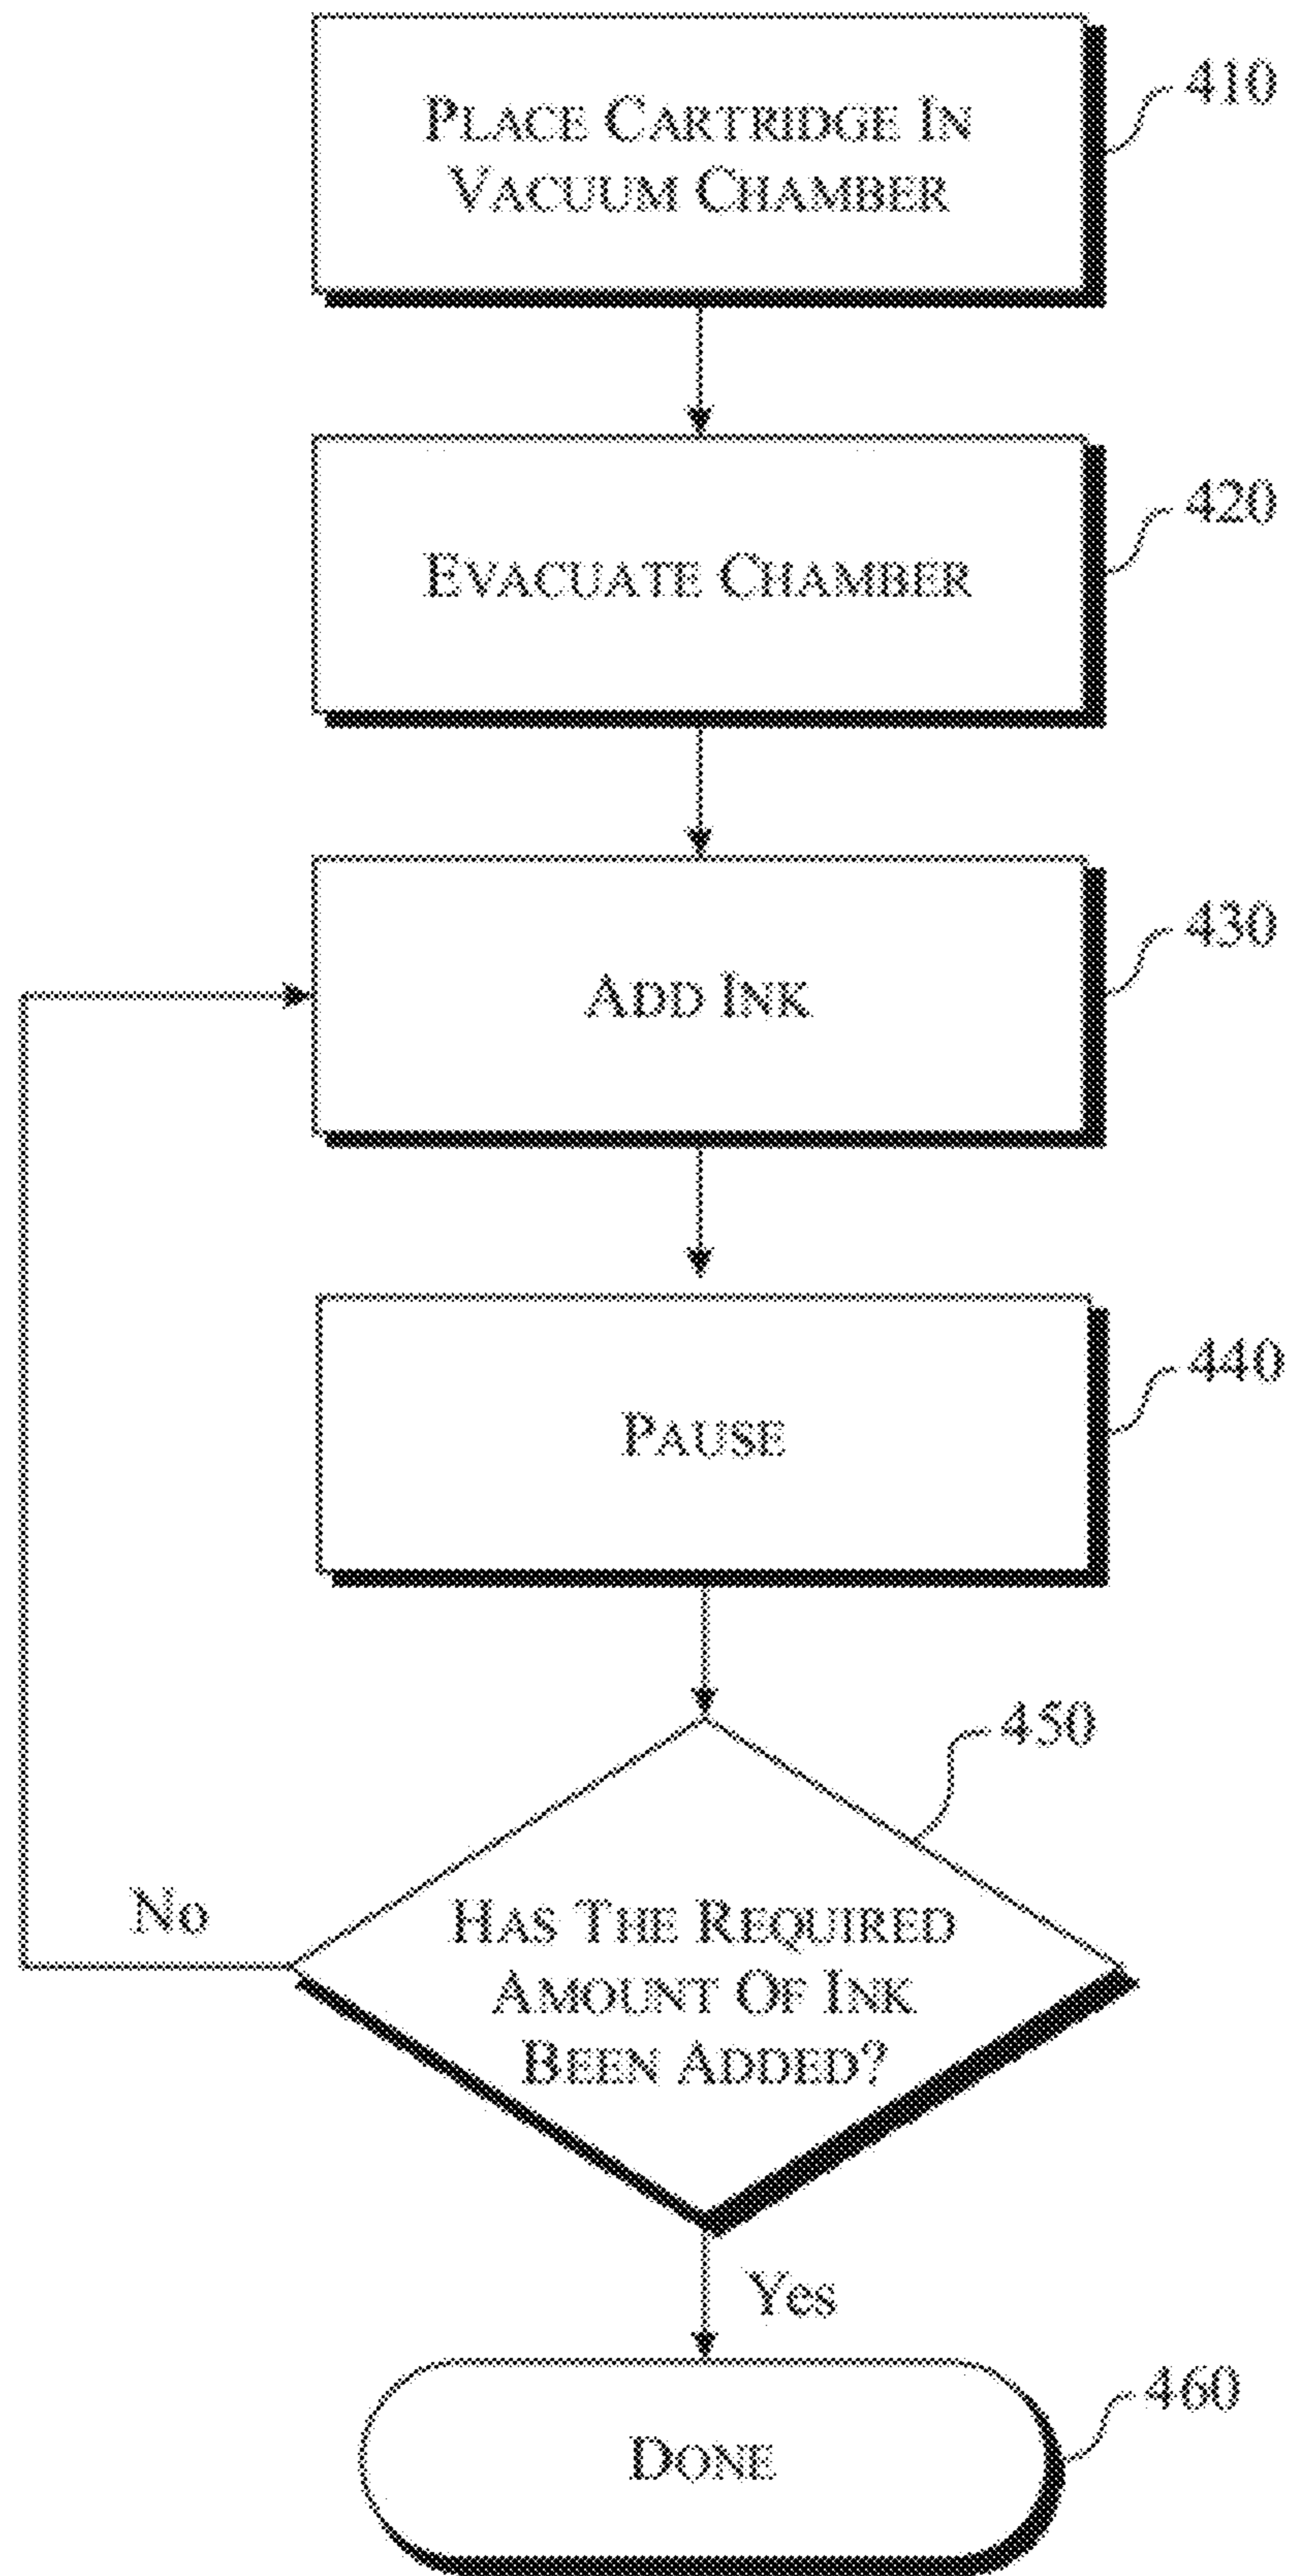 PLACE CARTRIDGE IN
VACUUM CHAMBER
410
EVACUATE CHAMBER
420
ADD INK
430
PAUSE
440
450
HAS THE REQUIRED
AMOUNT OF INK
BEEN ADDED?
No
Yes
DONE
460